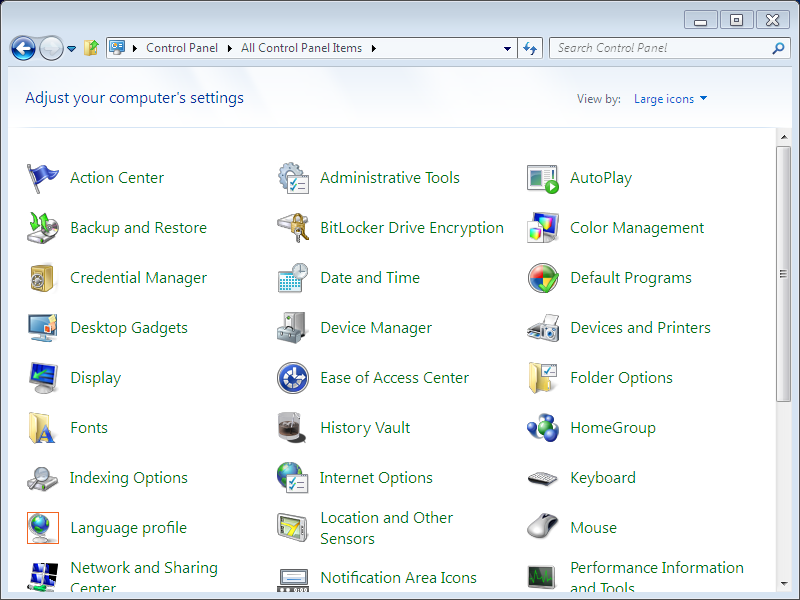 Control Panel All Control Panel Items Search Control Panel
Adjust your computer's settings View by: Large icons
Action Center Administrative Tools AutoPlay
Backup and Restore BitLocker Drive Encryption Color Management
Credential Manager Date and Time Default Programs
Desktop Gadgets Device Manager Devices and Printers
Display Ease of Access Center Folder Options
Fonts History Vault HomeGroup
Indexing Options Internet Options Keyboard
Language profile Location and Other Sensors Mouse
Network and Sharing Center Notification Area Icons Performance Information and Tools